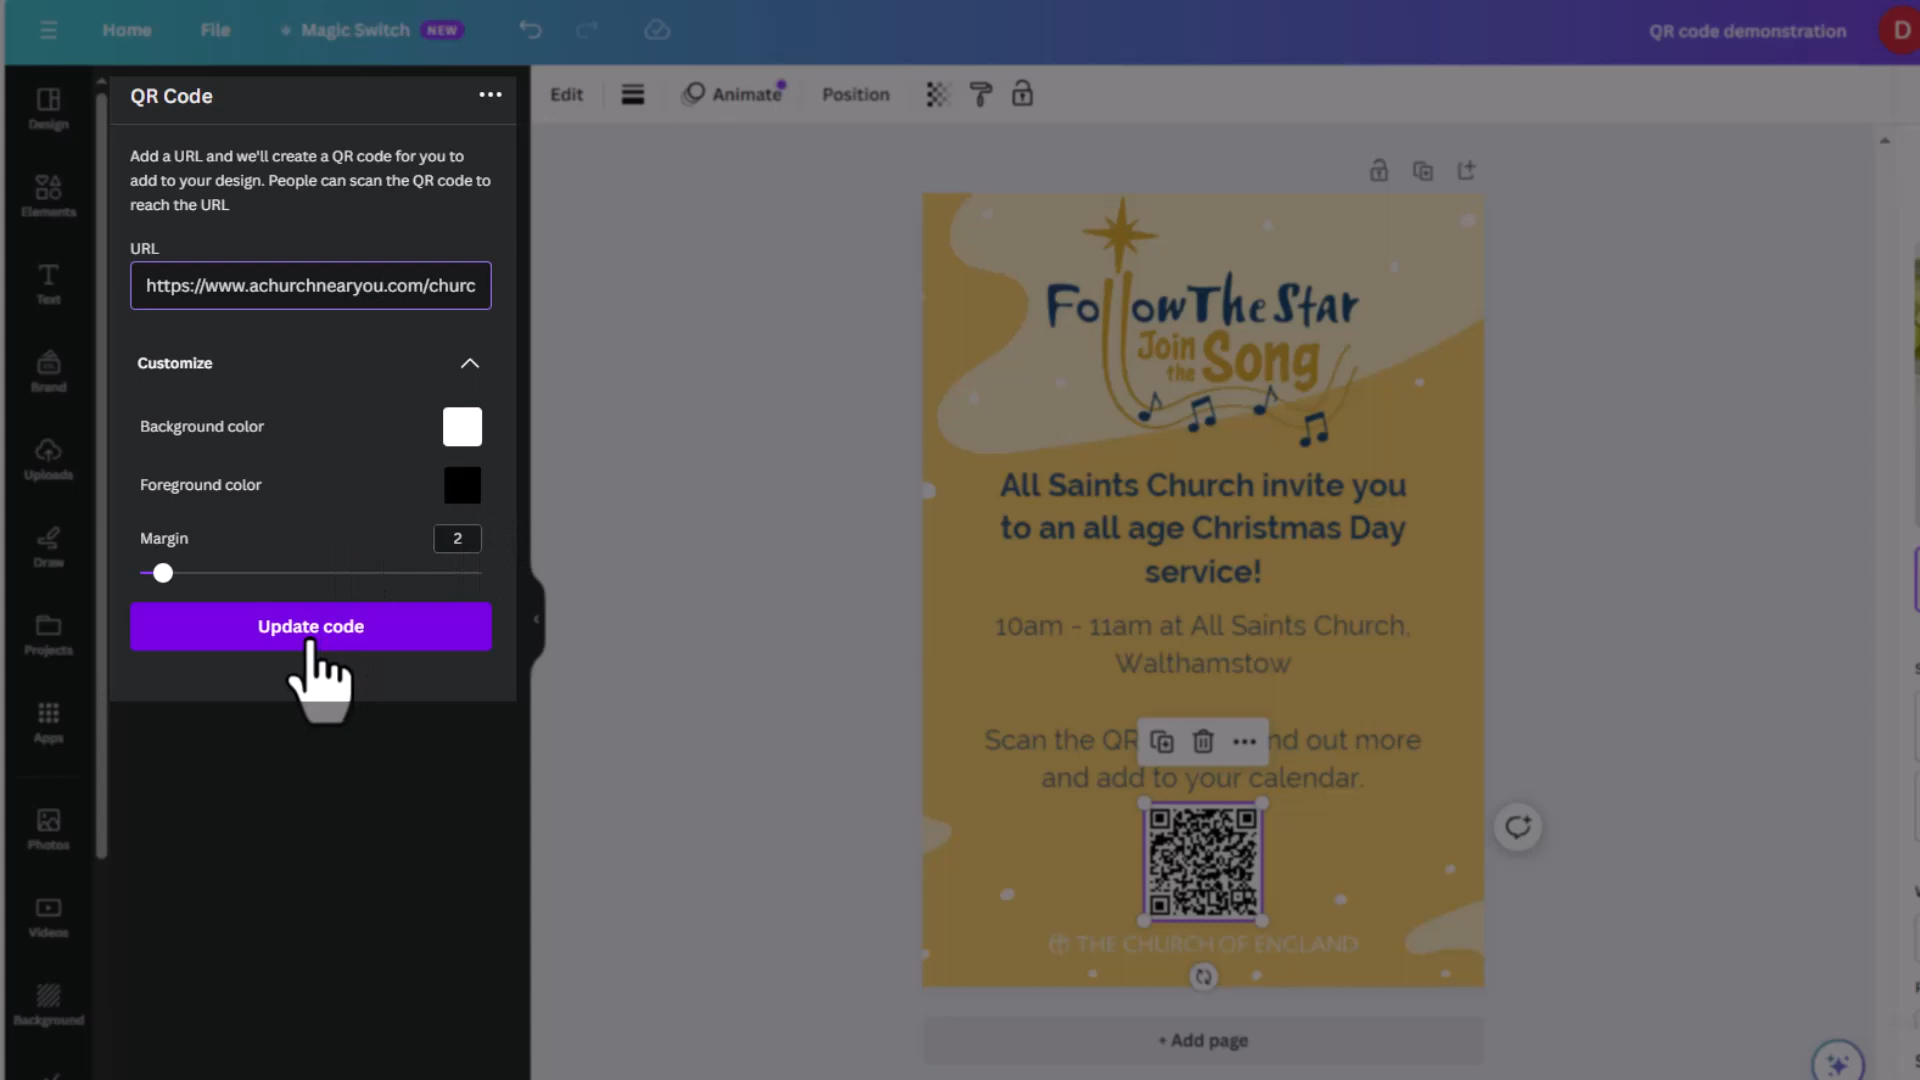 Home File Magic Switch NEW
QR code demonstration D
Design
Elements
Text
Brand
Uploads
Draw
Projects
Apps
Photos
Videos
Background
QR Code
Add a URL and we'll create a QR code for you to
add to your design. People can scan the QR code to
reach the URL
URL
https://www.achurchnearyou.com/churc
Customize
Background color
Foreground color
Margin 2
Update code
Edit Animate Position
Follow The Star
Join
the Song
All Saints Church invite you
to an all age Christmas Day
service!
10am - 11am at All Saints Church,
Walthamstow
Scan the QR nd out more
and add to your calendar.
THE CHURCH OF ENGLAND
+ Add page